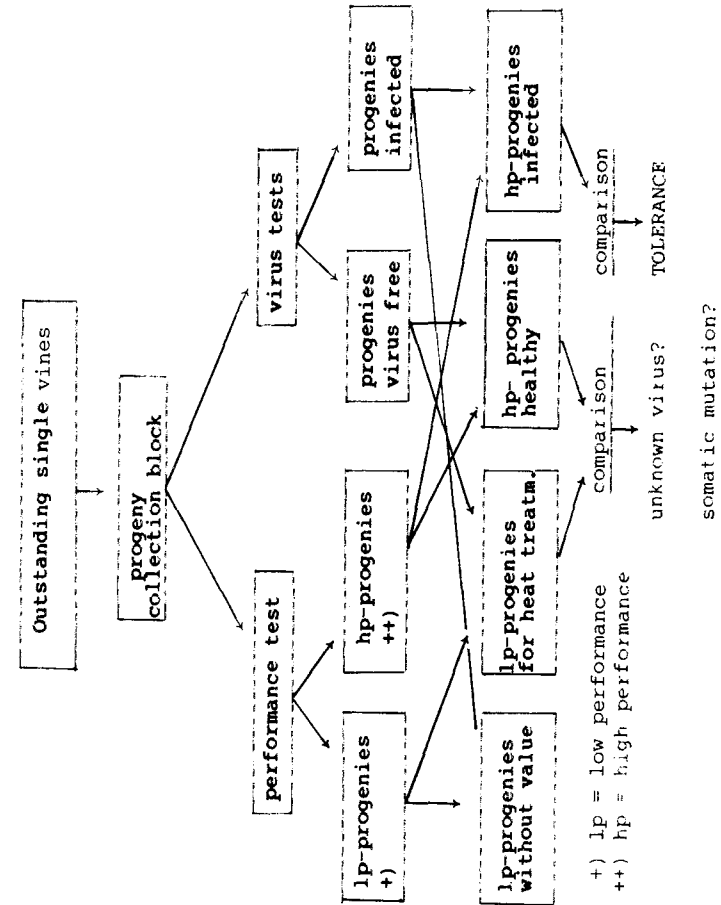 Outstanding single vines
progeny
collection block
performance test
virus tests
lp-progenies
+)
hp-progenies
++)
progenies
virus free
progenies
infected
lp-progenies
without value
lp-progenies
for heat treatm.
hp- progenies
healthy
hp-progenies
infected
comparison
comparison
unknown virus?
TOLERANCE
somatic mutation?
+) lp = low performance
++) hp = high performance